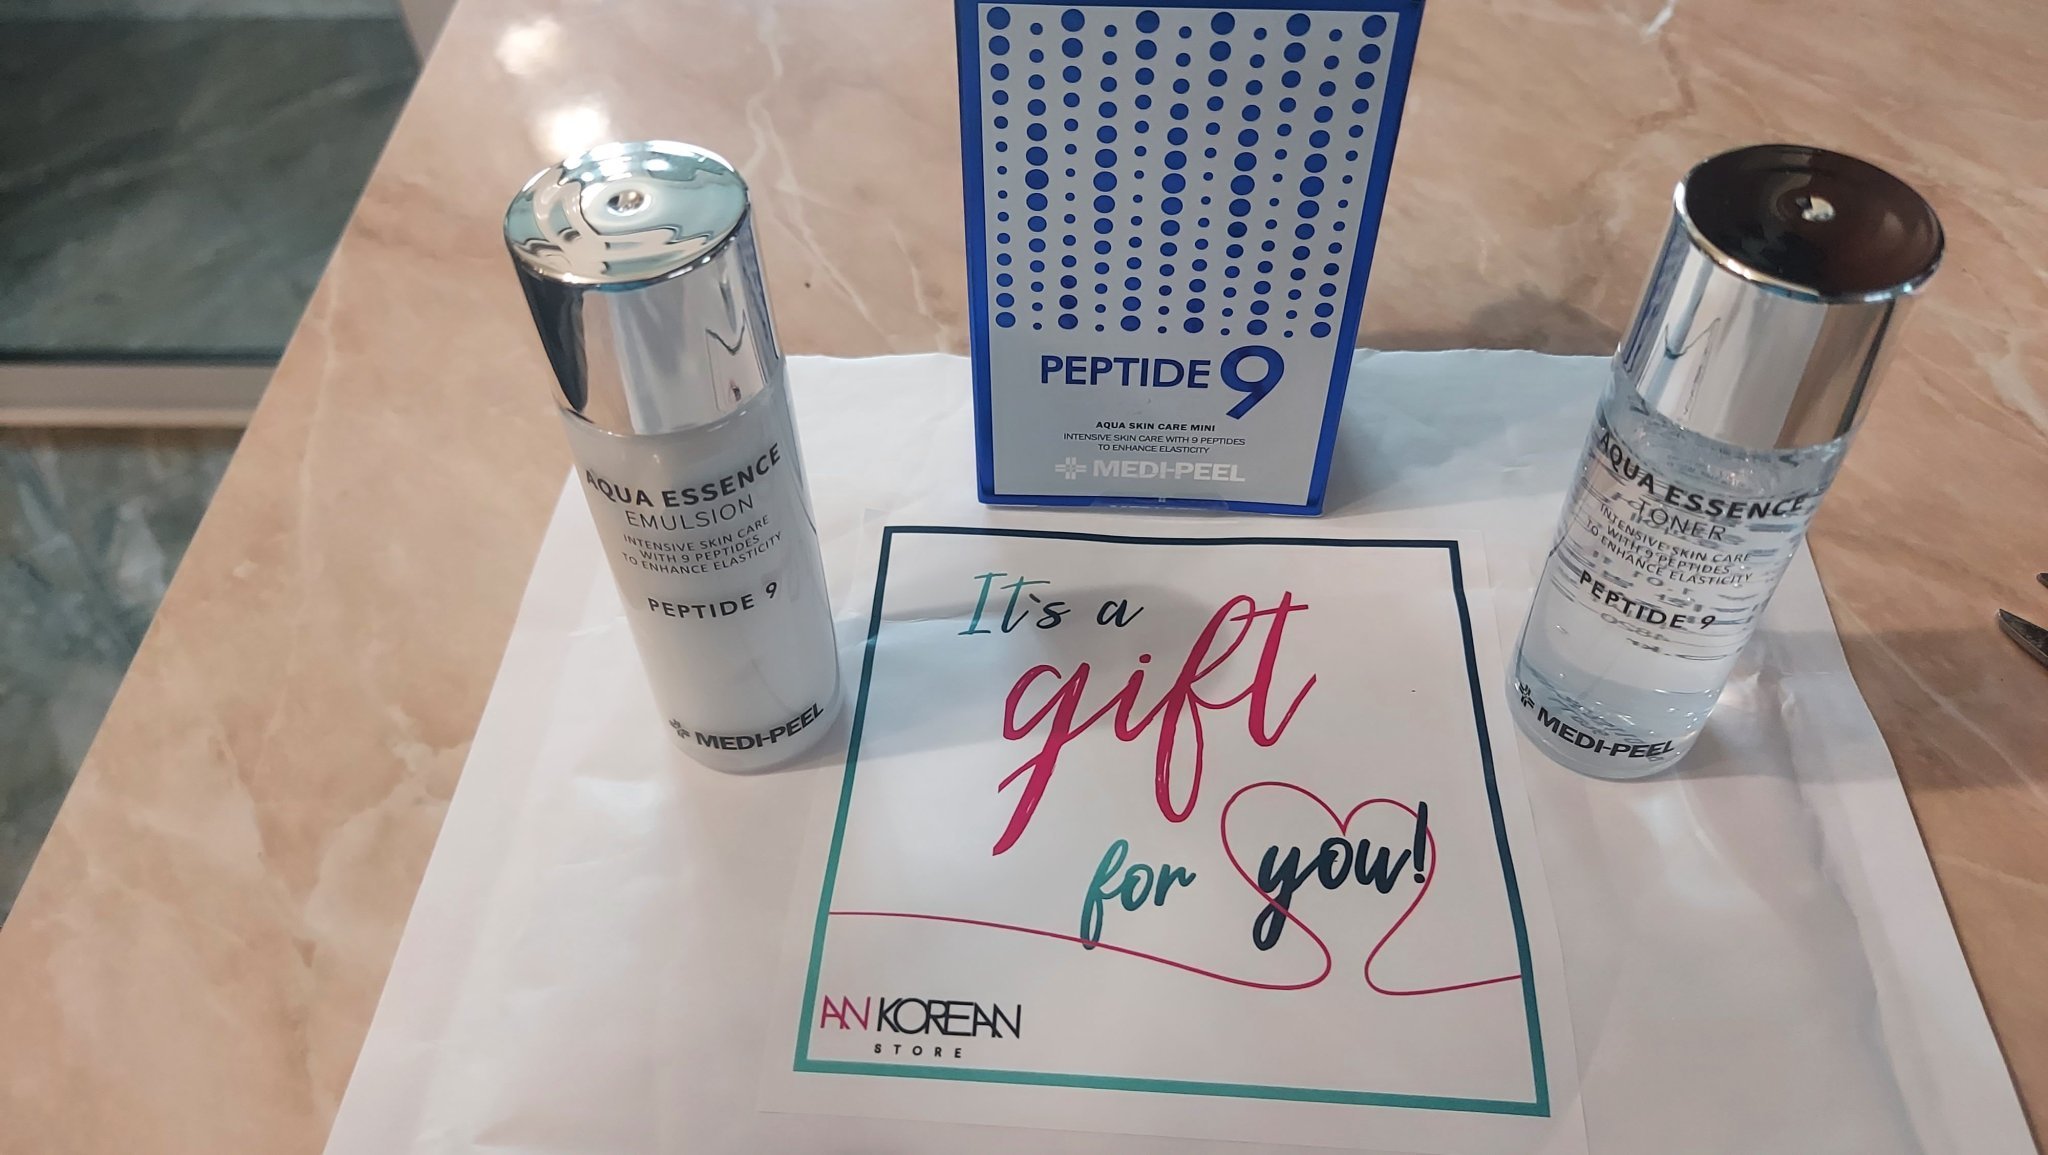 PEPTIDE 9
AQUA SKIN CARE MINI
INTENSIVE SKIN CARE WITH 9 PEPTIDES
TO ENHANCE ELASTICITY
MEDI-PEEL
AQUA ESSENCE
EMULSION
INTENSIVE SKIN CARE
WITH 9 PEPTIDES
TO ENHANCE ELASTICITY
PEPTIDE 9
MEDI-PEEL
It`s a
gift
for you!
AN KOREAN
STORE
AQUA ESSENCE
TONER
INTENSIVE SKIN CARE
WITH 9 PEPTIDES
TO ENHANCE ELASTICITY
PEPTIDE 9
MEDI-PEEL